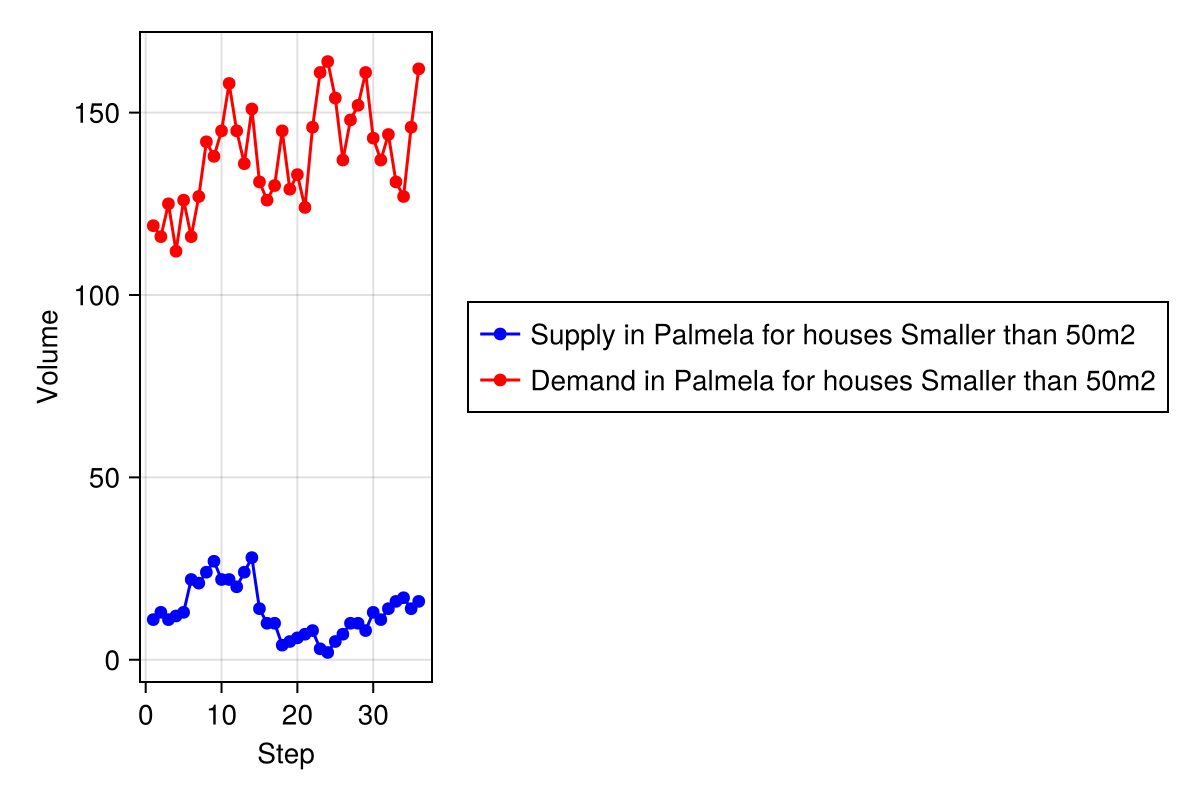 Volume
150
100
50
0
0 10 20 30
Step
Supply in Palmela for houses Smaller than 50m2
Demand in Palmela for houses Smaller than 50m2